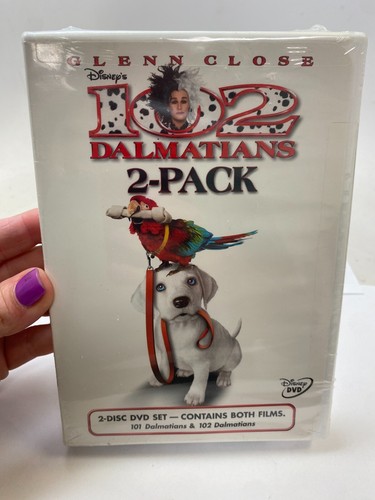 GLENN CLOSE
Disney's
102
DALMATIANS
2-PACK
Disney
DVD
2-DISC DVD SET — CONTAINS BOTH FILMS.
101 Dalmatians & 102 Dalmatians